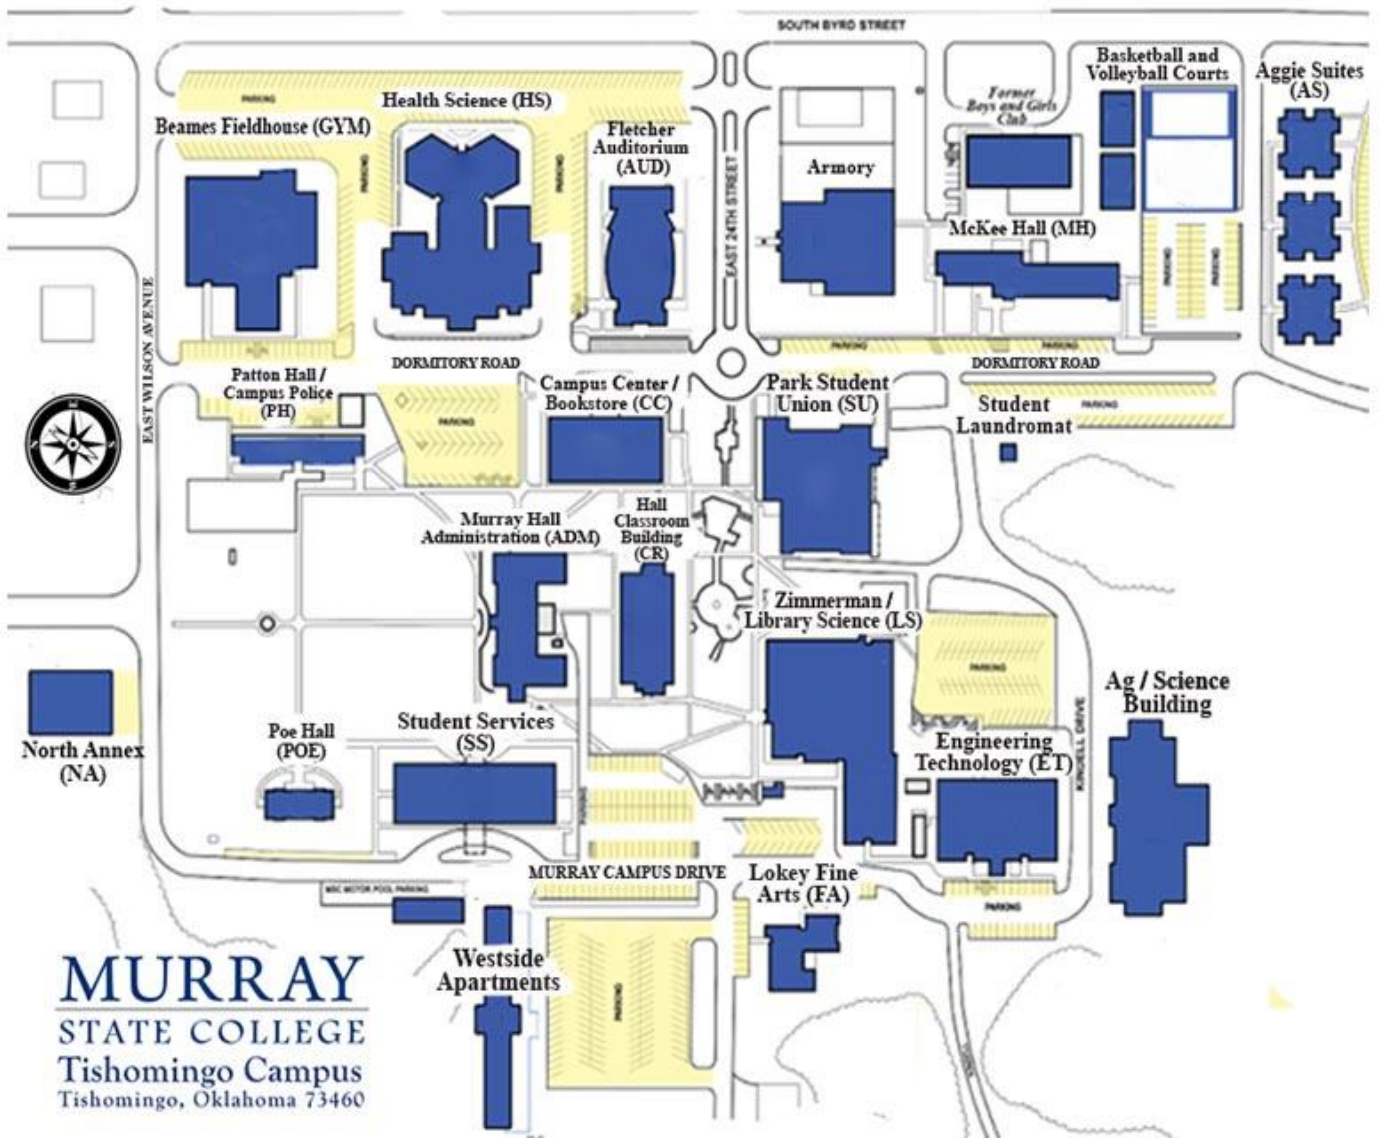 SOUTH BYRD STREET
PARKING
Health Science (HS)
Beames Fieldhouse (GYM)
PARKING
PARKING
Fletcher
Auditorium
(AUD)
EAST 24TH STREET
Armory
Former
Boys and Girls
Club
Basketball and
Volleyball Courts
Aggie Suites
(AS)
McKee Hall (MH)
PARKING
PARKING
EAST WILSON AVENUE
DORMITORY ROAD
PARKING
PARKING
DORMITORY ROAD
Patton Hall /
Campus Police
(PH)
PARKING
Campus Center /
Bookstore (CC)
Park Student
Union (SU)
Student
Laundromat
PARKING
Murray Hall
Administration (ADM)
Hall
Classroom
Building
(CR)
Zimmerman /
Library Science (LS)
PARKING
KINDELL DRIVE
Ag / Science
Building
North Annex
(NA)
Poe Hall
(POE)
Student Services
(SS)
PARKING
Engineering
Technology (ET)
MURRAY CAMPUS DRIVE
MSC MOTOR POOL PARKING
Lokey Fine
Arts (FA)
PARKING
Westside
Apartments
PARKING
MURRAY
STATE COLLEGE
Tishomingo Campus
Tishomingo, Oklahoma 73460